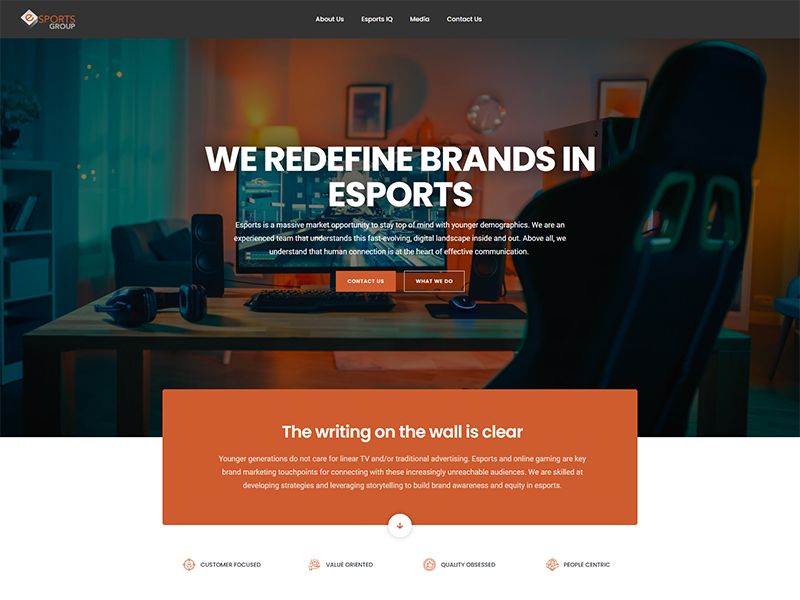 eSPORTS
GROUP
About Us Esports IQ Media Contact Us
WE REDEFINE BRANDS IN
ESPORTS
Esports is a massive market opportunity to stay top of mind with younger demographics. We are an
experienced team that understands this fast-evolving, digital landscape inside and out. Above all, we
understand that human connection is at the heart of effective communication.
CONTACT US WHAT WE DO
The writing on the wall is clear
Younger generations do not care for linear TV and/or traditional advertising. Esports and online gaming are key
brand marketing touchpoints for connecting with these increasingly unreachable audiences. We are skilled at
developing strategies and leveraging storytelling to build brand awareness and equity in esports.
CUSTOMER FOCUSED VALUE ORIENTED QUALITY OBSESSED PEOPLE CENTRIC